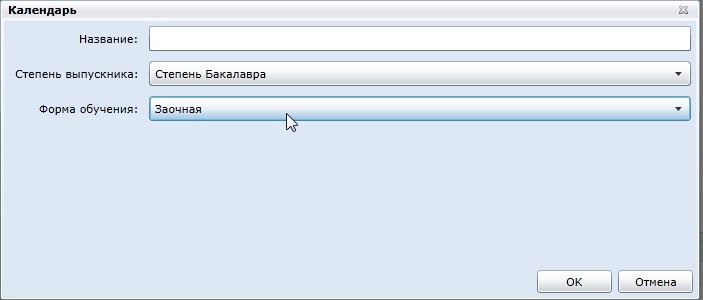 Календарь
Название:
Степень выпускника: Степень Бакалавра
Форма обучения: Заочная
OK Отмена